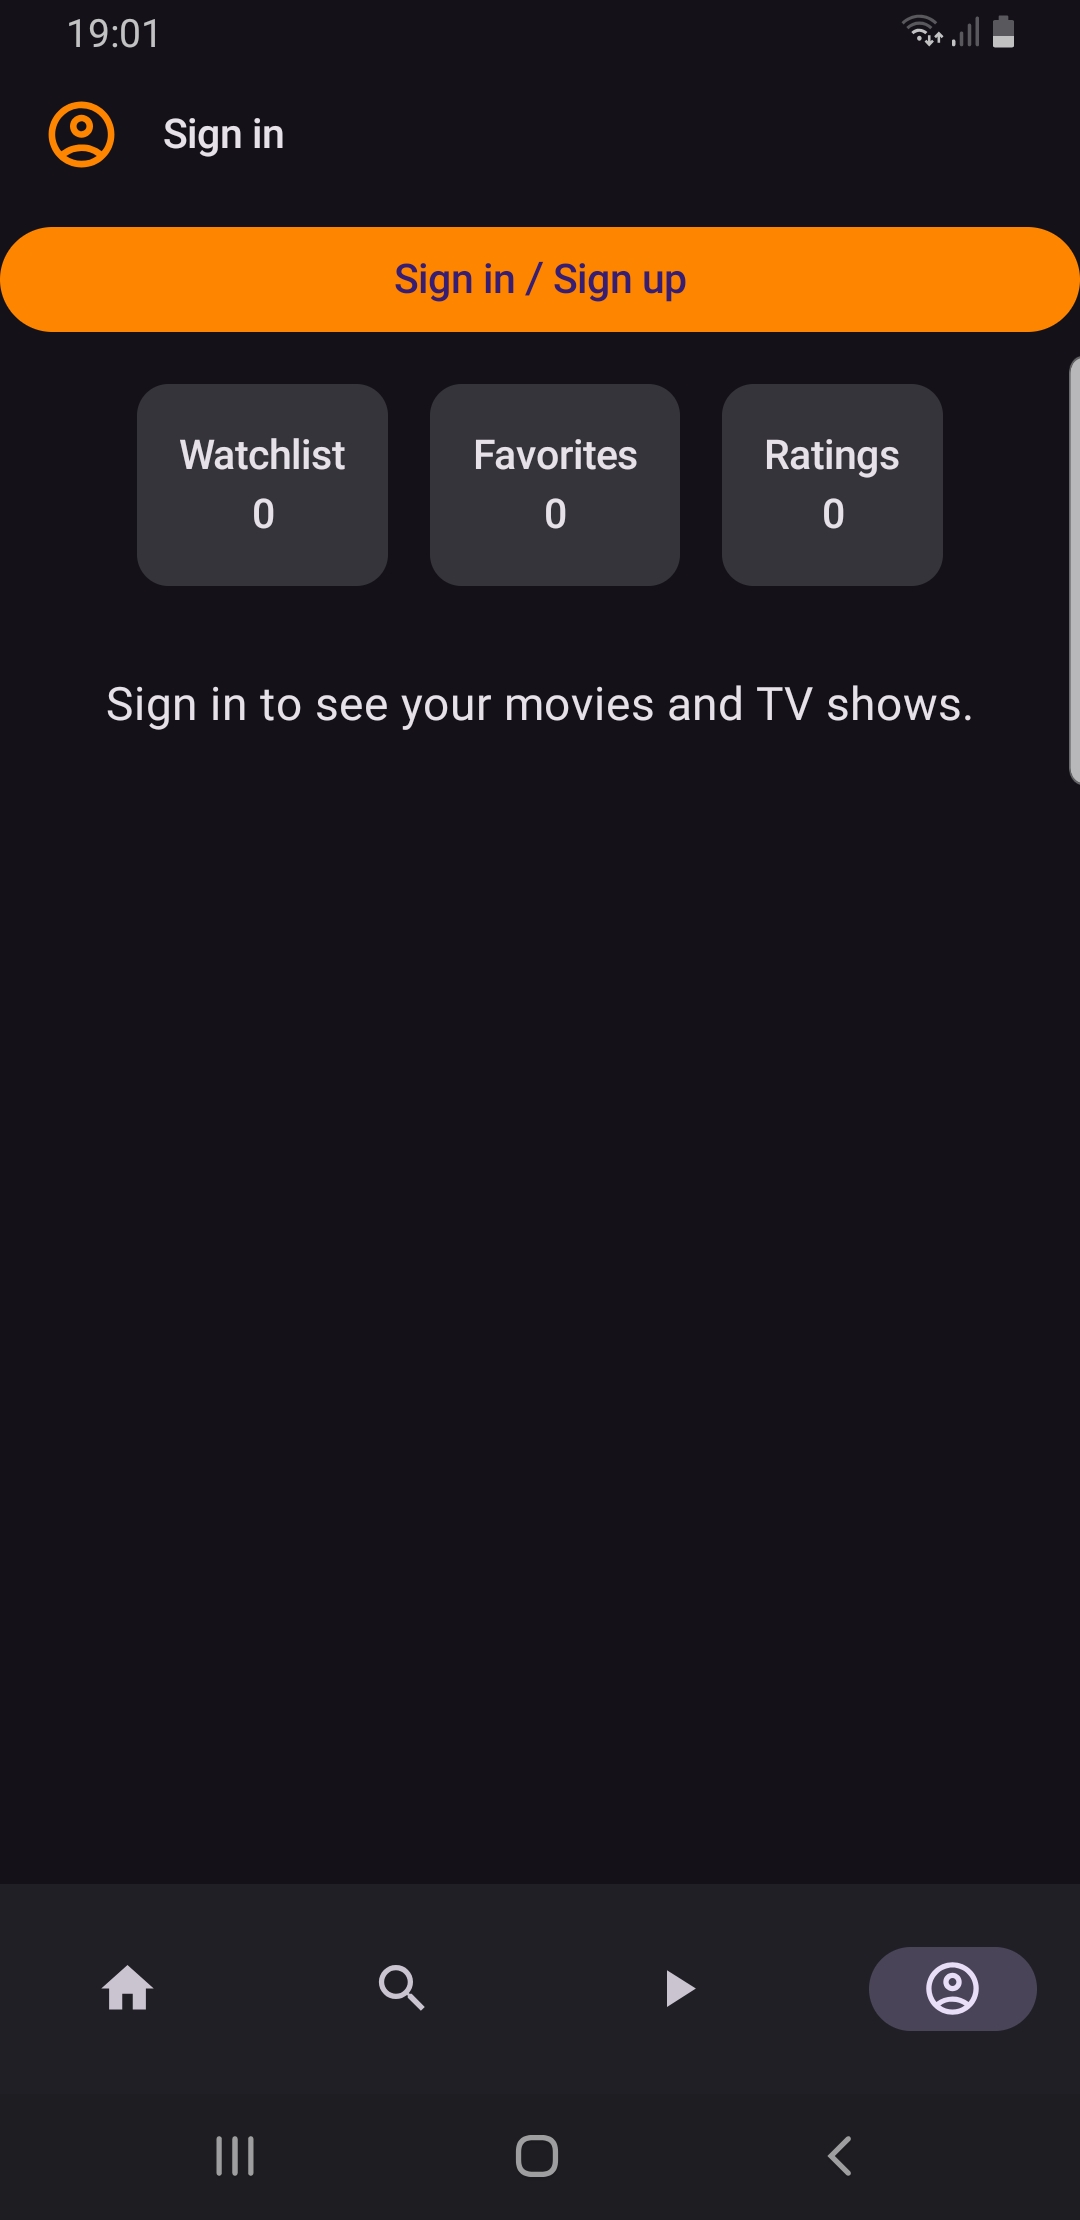 19:01
Sign in
Sign in / Sign up
Watchlist Favorites Ratings
0 0 0
Sign in to see your movies and TV shows.